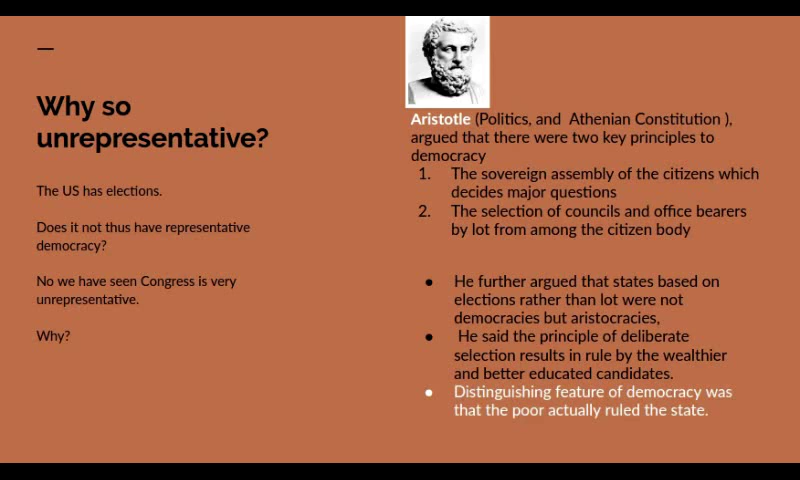 Why so
unrepresentative?
The US has elections.
Does it not thus have representative
democracy?
No we have seen Congress is very
unrepresentative.
Why?
Aristotle (Politics, and  Athenian Constitution ),
argued that there were two key principles to
democracy
1. The sovereign assembly of the citizens which
decides major questions
2. The selection of councils and office bearers
by lot from among the citizen body
● He further argued that states based on
elections rather than lot were not
democracies but aristocracies,
● He said the principle of deliberate
selection results in rule by the wealthier
and better educated candidates.
● Distinguishing feature of democracy was
that the poor actually ruled the state.